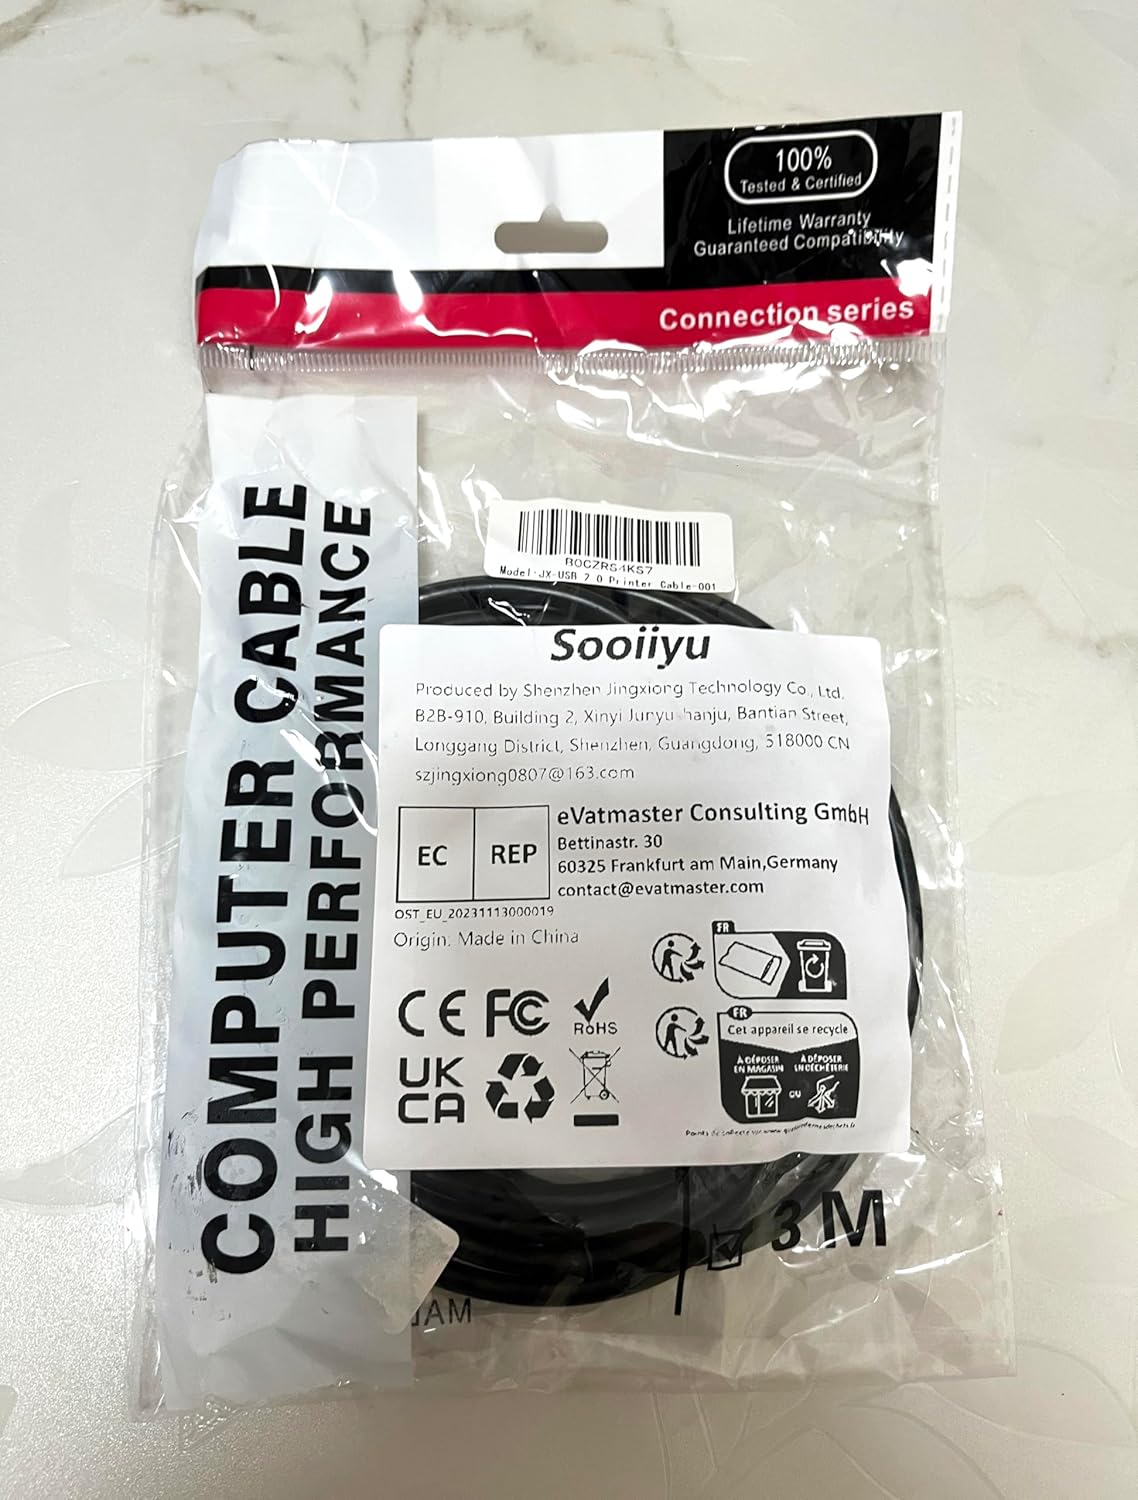 100%
Tested & Certified
Lifetime Warranty
Guaranteed Compatibility
Connection series
COMPUTER CABLE
HIGH PERFORMANCE
B0CZRS4KS7
Model:JX-USB 2.0 Printer Cable-001
Sooiiyu
Produced by Shenzhen Jingxiong Technology Co., Ltd.
B2B-910, Building 2, Xinyi Junyu hanju, Bantian Street,
Longgang District, Shenzhen, Guangdong, 518000 CN
szjingxiong0807@163.com
EC REP
eVatmaster Consulting GmbH
Bettinastr. 30
60325 Frankfurt am Main,Germany
contact@evatmaster.com
OST_EU_20231113000019
Origin: Made in China
CE FC RoHS
UK
CA
FR
FR
Cet appareil se recycle
À DÉPOSER
EN MAGASIN
OU
À DÉPOSER
EN DÉCHÈTERIE
3 M